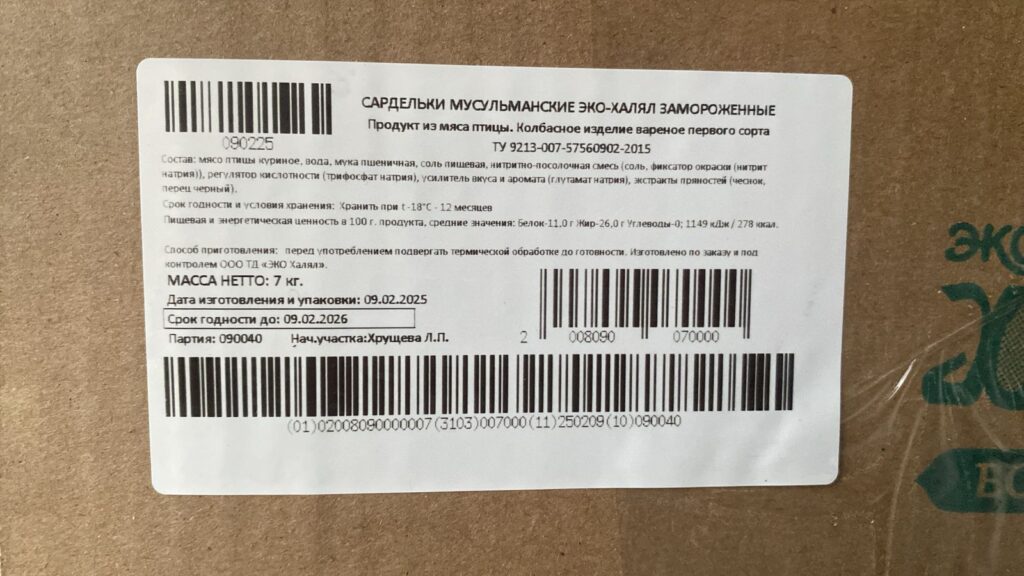 САРДЕЛЬКИ МУСУЛЬМАНСКИЕ ЭКО-ХАЛЯЛ ЗАМОРОЖЕННЫЕ
Продукт из мяса птицы. Колбасное изделие вареное первого сорта
ТУ 9213-007-57560902-2015
090225
Состав: мясо птицы куриное, вода, мука пшеничная, соль пищевая, нитритно-посолочная смесь (соль, фиксатор окраски (нитрит
натрия)), регулятор кислотности (трифосфат натрия), усилитель вкуса и аромата (глутамат натрия), экстракты пряностей (чеснок,
перец черный).
Срок годности и условия хранения: Хранить при t -18°С - 12 месяцев
Пищевая и энергетическая ценность в 100 г. продукта, средние значения: Белок-11,0 г Жир-26,0 г Углеводы-0; 1149 кДж / 278 ккал.
Способ приготовления: перед употреблением подвергать термической обработке до готовности. Изготовлено по заказу и под
контролем ООО ТД «ЭКО Халял».
МАССА НЕТТО: 7 кг.
Дата изготовления и упаковки: 09.02.2025
Срок годности до: 09.02.2026
Партия: 090040 Нач.участка:Хрущева Л.П.
2 008090 070000
(01)02008090000007(3103)007000(11)250209(10)090040
ЭКО